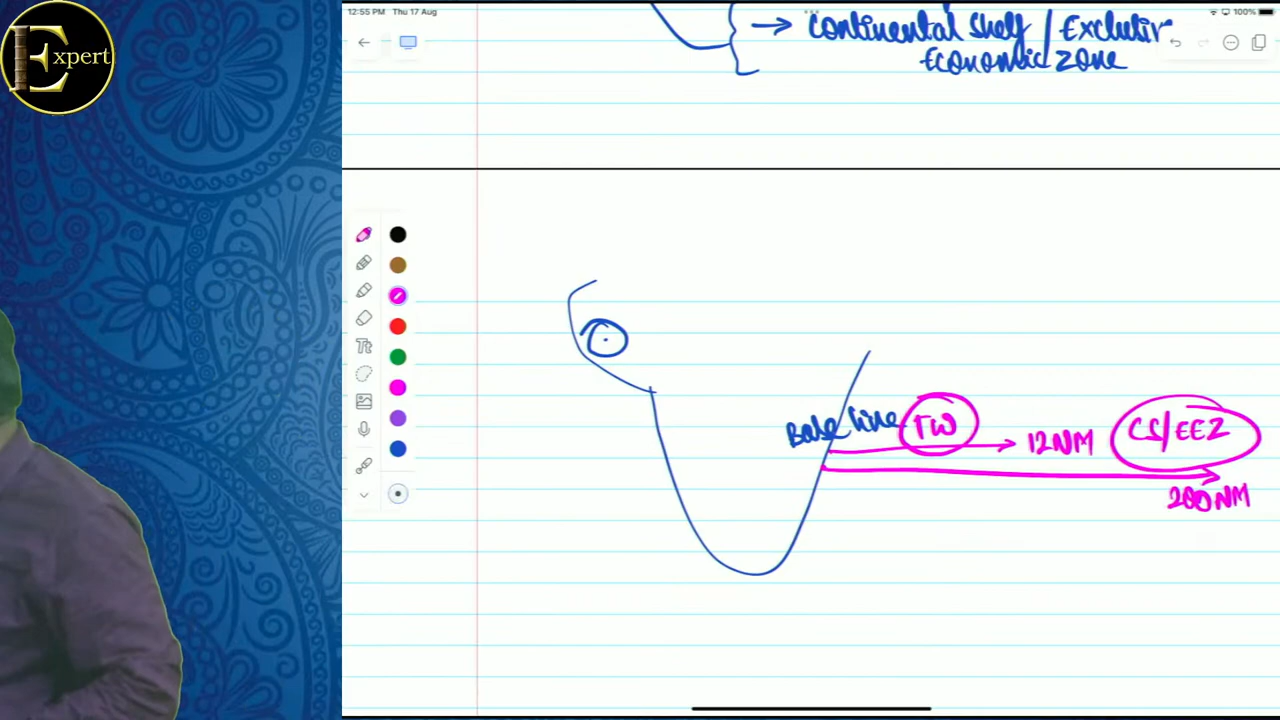 Expert
12:55 PM Thu 17 Aug
100%
→ Continental Shelf / Exclusive
Economic Zone
Tt
Base line TW
12NM
CS/EEZ
200NM